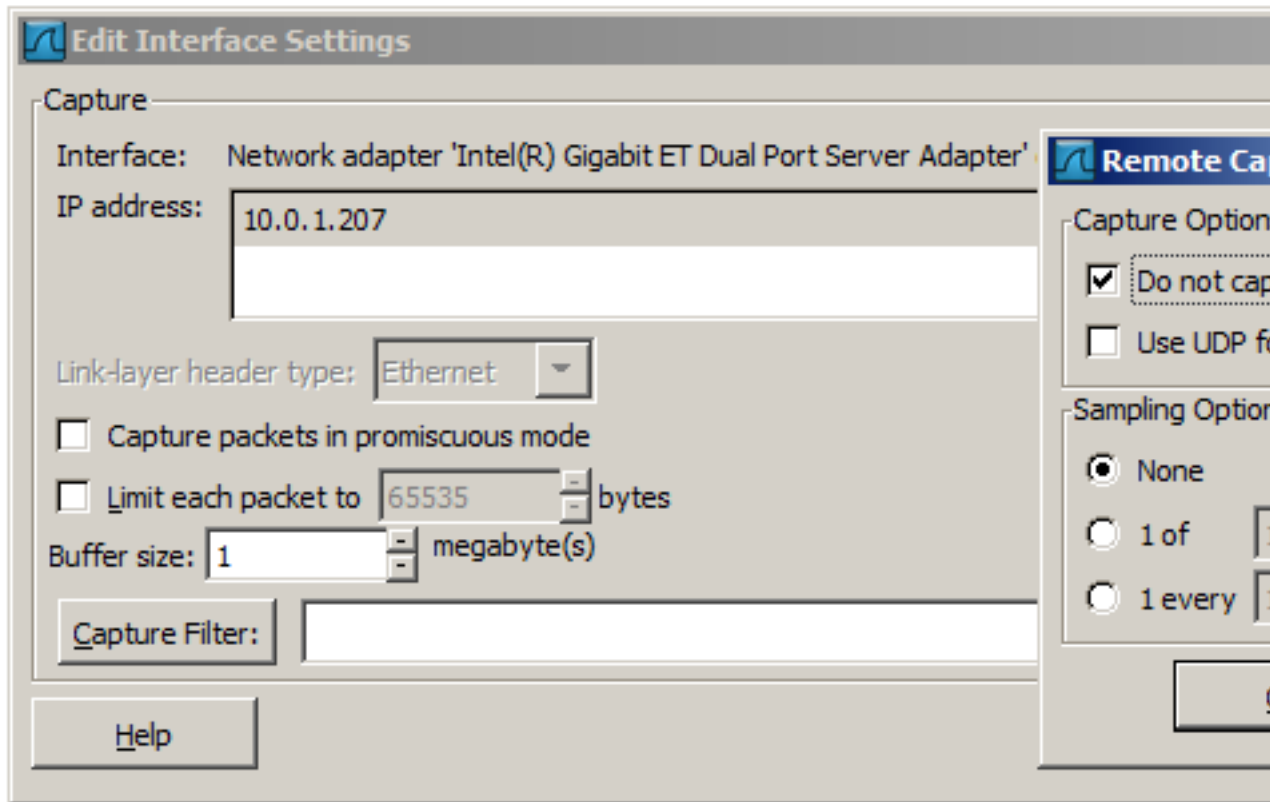 Edit Interface Settings
Capture
Interface: Network adapter 'Intel(R) Gigabit ET Dual Port Server Adapter'
IP address:
10.0.1.207
Link-layer header type: Ethernet
Capture packets in promiscuous mode
Limit each packet to 65535 bytes
Buffer size: 1 megabyte(s)
Capture Filter:
Help
Remote Ca
Capture Option
Do not cap
Use UDP fo
Sampling Option
None
1 of
1 every